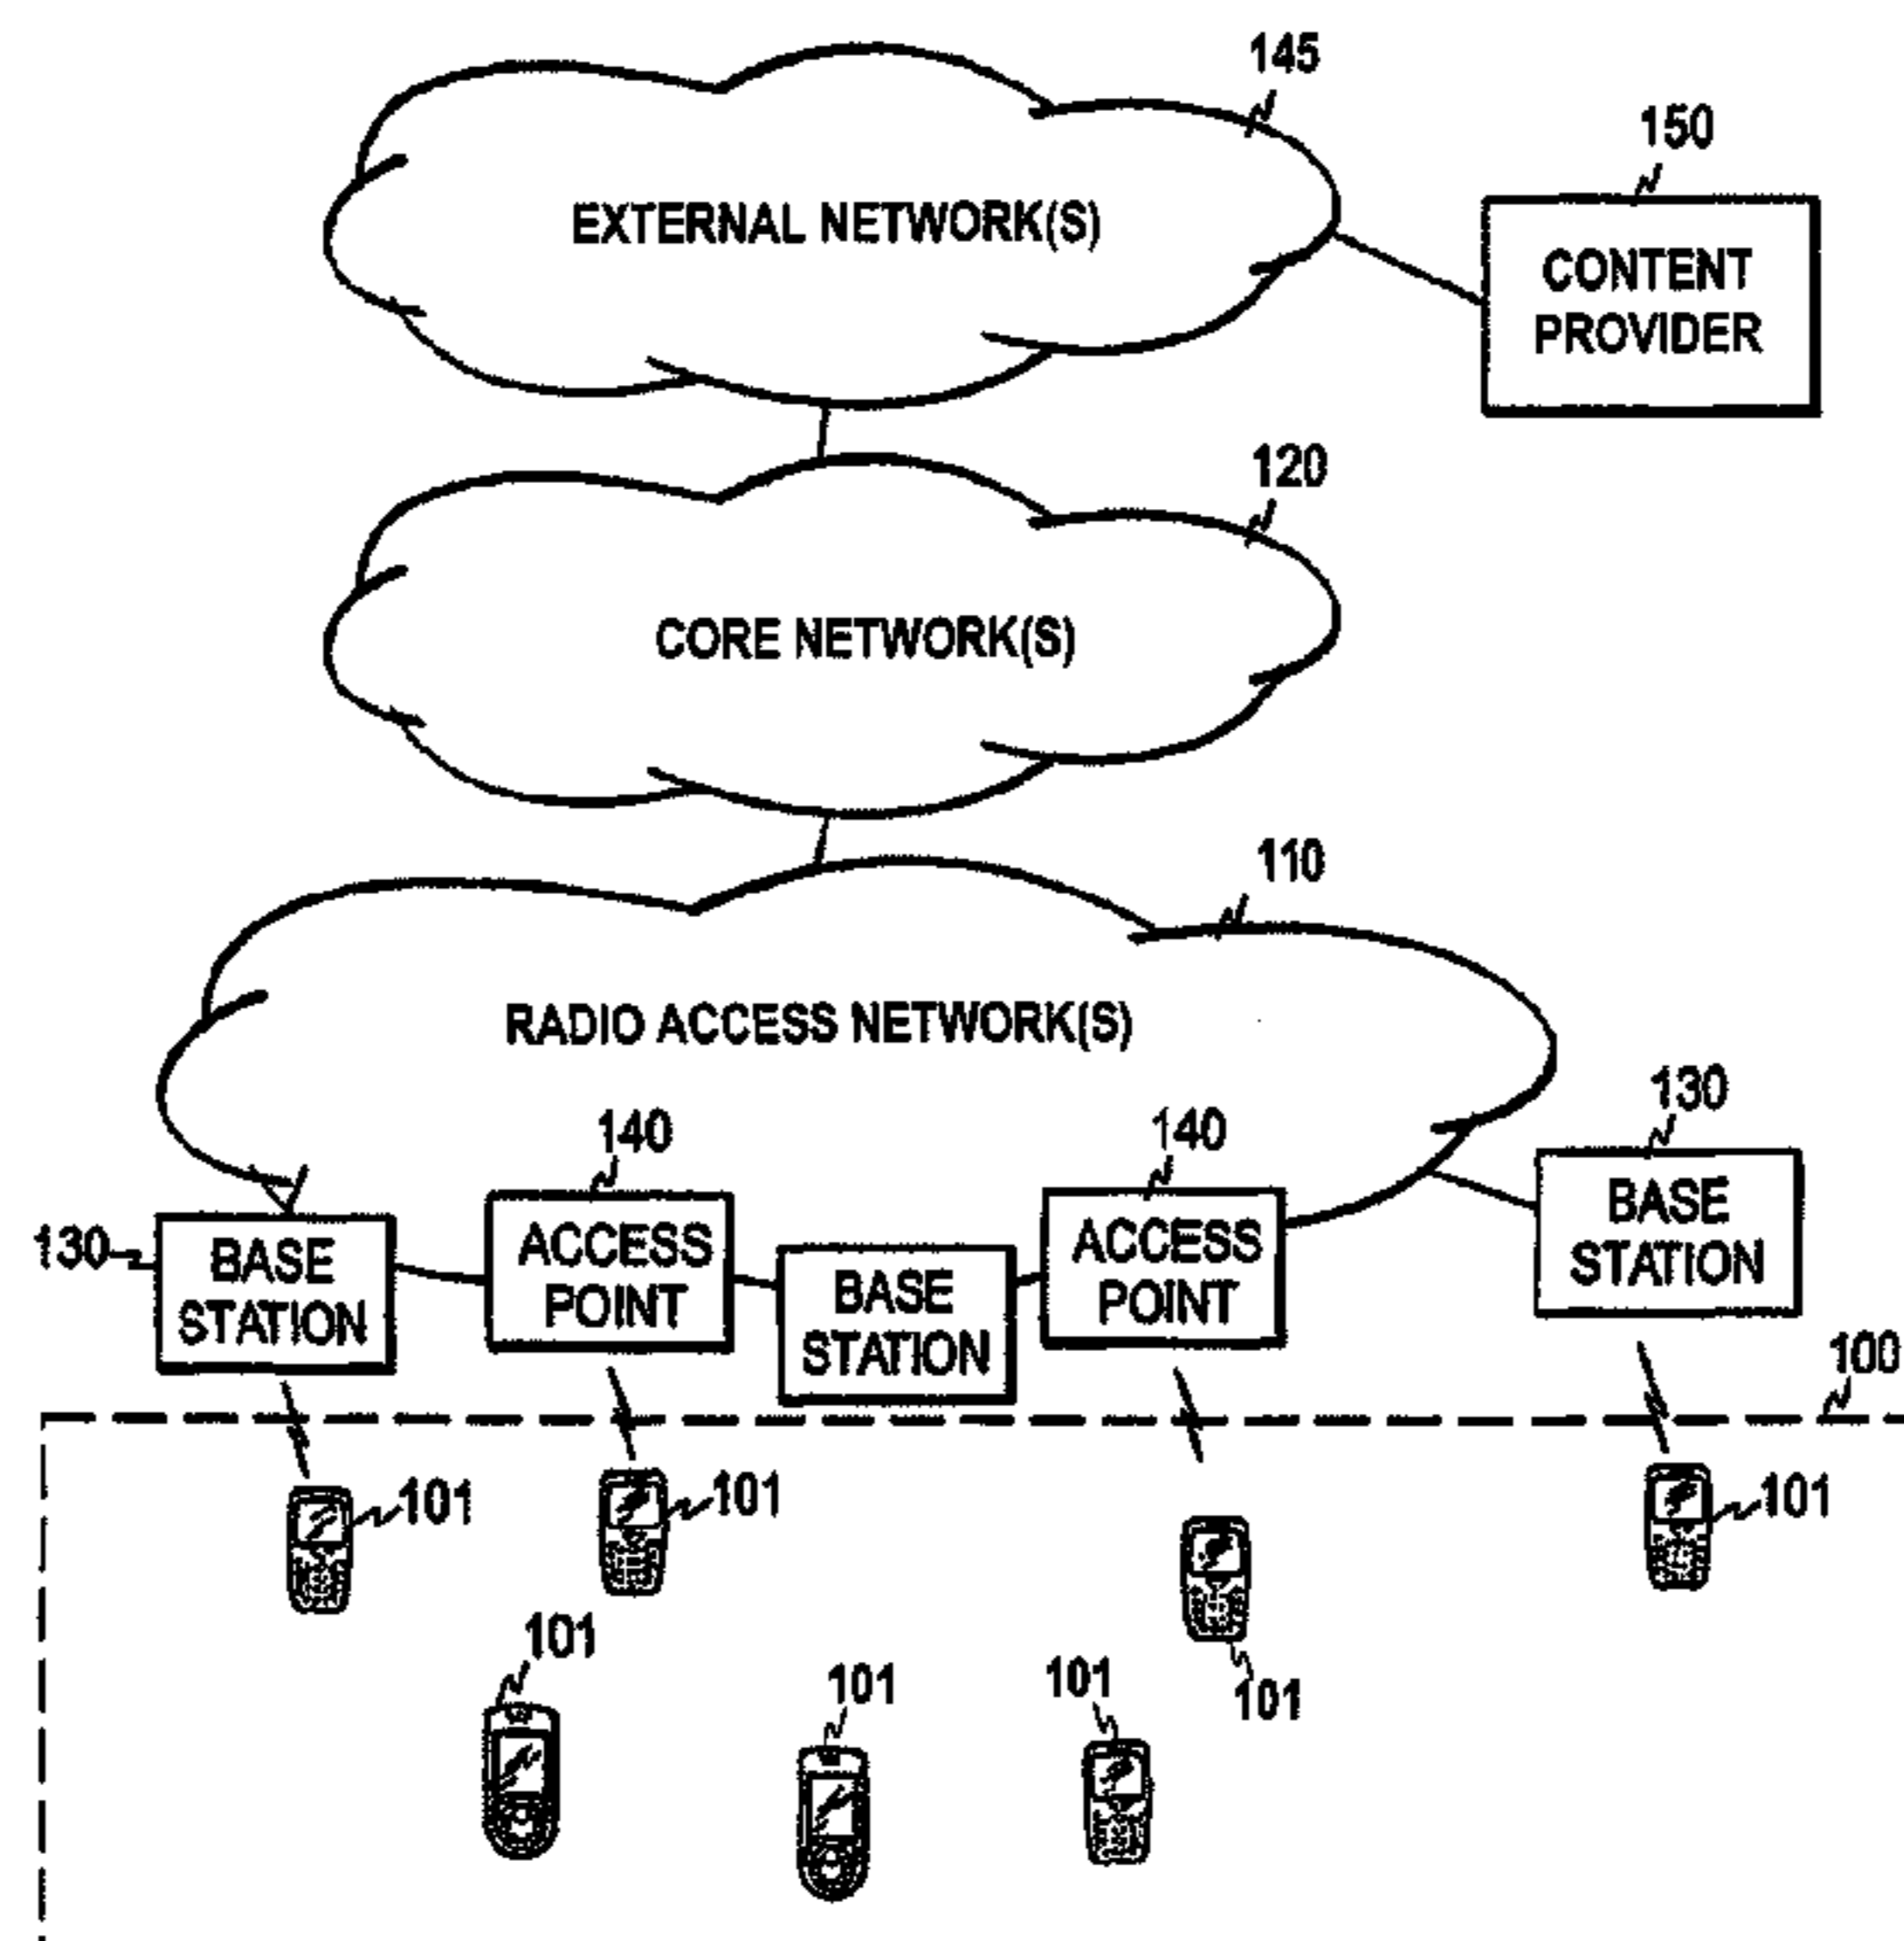 145
150
EXTERNAL NETWORK(S)
CONTENT
PROVIDER
120
CORE NETWORK(S)
110
RADIO ACCESS NETWORK(S)
130
140
140
130
BASE
STATION
ACCESS
POINT
BASE
STATION
ACCESS
POINT
BASE
STATION
100
101
101
101
101
101
101
101